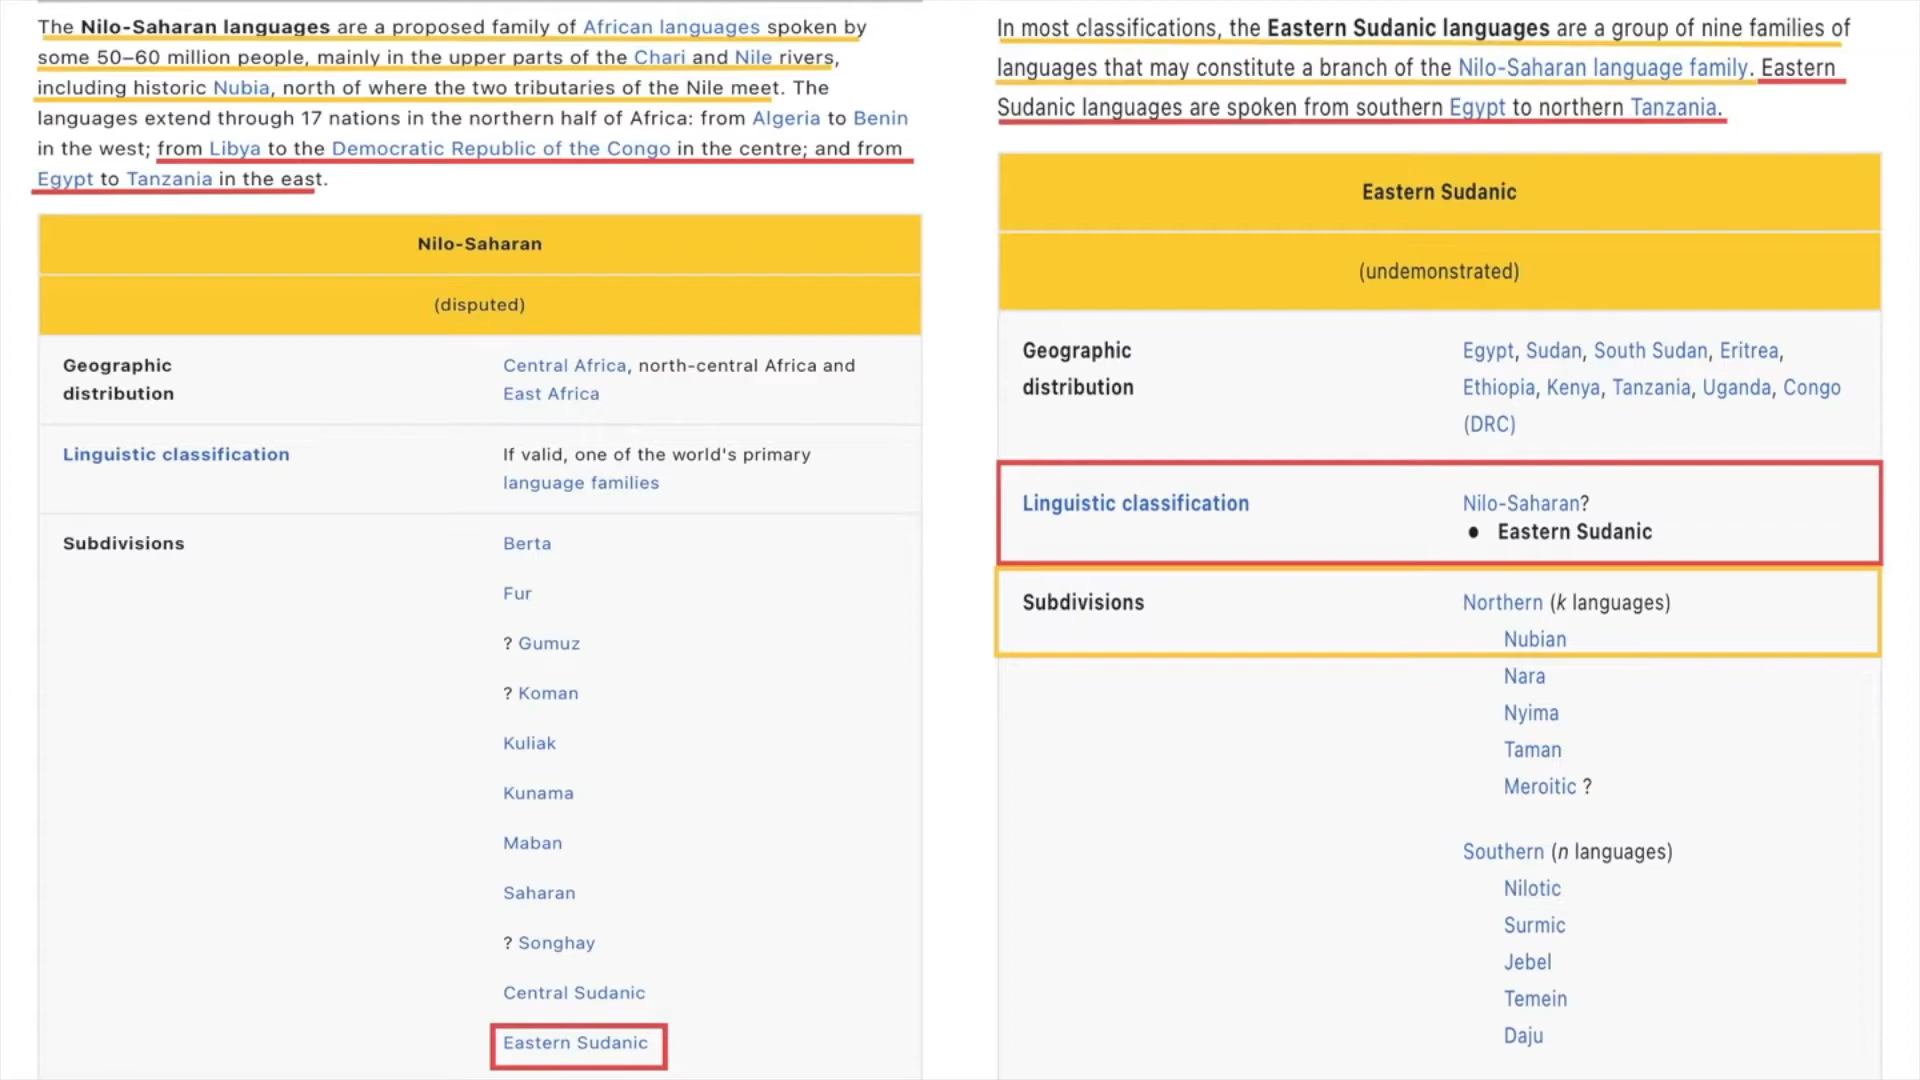 The Nilo-Saharan languages are a proposed family of African languages spoken by
some 50–60 million people, mainly in the upper parts of the Chari and Nile rivers,
including historic Nubia, north of where the two tributaries of the Nile meet. The
languages extend through 17 nations in the northern half of Africa: from Algeria to Benin
in the west; from Libya to the Democratic Republic of the Congo in the centre; and from
Egypt to Tanzania in the east.
Nilo-Saharan
(disputed)
Geographic
distribution
Central Africa, north-central Africa and
East Africa
Linguistic classification
If valid, one of the world's primary
language families
Subdivisions
Berta
Fur
? Gumuz
? Koman
Kuliak
Kunama
Maban
Saharan
? Songhay
Central Sudanic
Eastern Sudanic
In most classifications, the Eastern Sudanic languages are a group of nine families of
languages that may constitute a branch of the Nilo-Saharan language family. Eastern
Sudanic languages are spoken from southern Egypt to northern Tanzania.
Eastern Sudanic
(undemonstrated)
Geographic
distribution
Egypt, Sudan, South Sudan, Eritrea,
Ethiopia, Kenya, Tanzania, Uganda, Congo
(DRC)
Linguistic classification
Nilo-Saharan?
• Eastern Sudanic
Subdivisions
Northern (k languages)
Nubian
Nara
Nyima
Taman
Meroitic ?
Southern (n languages)
Nilotic
Surmic
Jebel
Temein
Daju